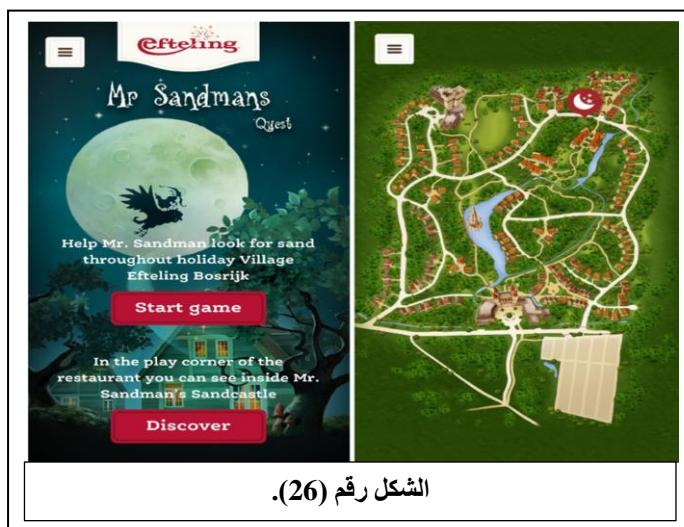 Efteling
Mr Sandmans
Quest
Help Mr. Sandman look for sand
throughout holiday Village
Efteling Bosrijk
Start game
In the play corner of the
restaurant you can see inside Mr.
Sandman's Sandcastle
Discover
الشكل رقم (26).